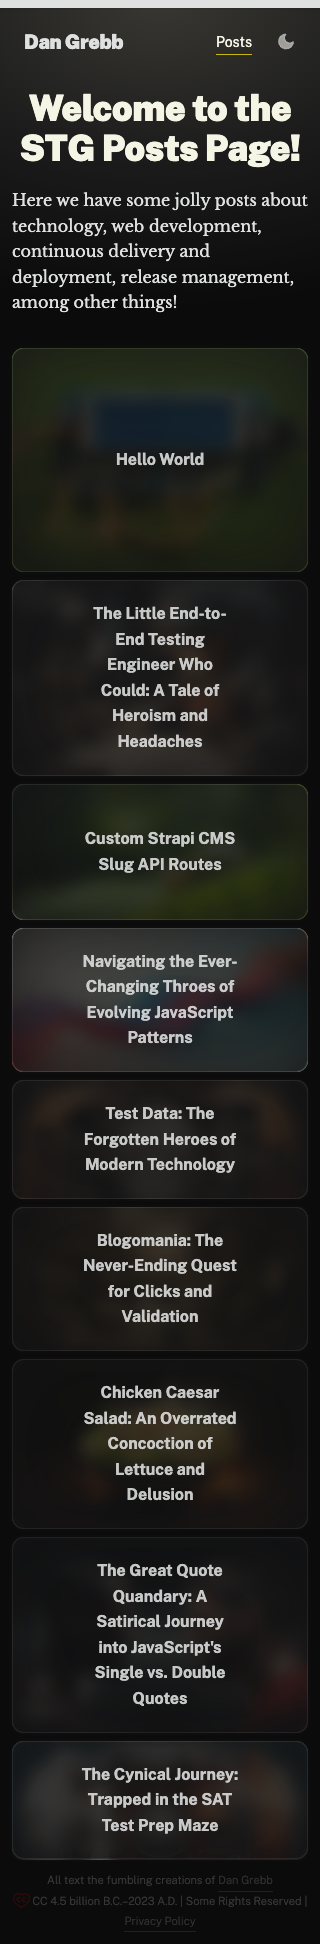 Dan Grebb
Posts
Welcome to the
STG Posts Page!
Here we have some jolly posts about
technology, web development,
continuous delivery and
deployment, release management,
among other things!
Hello World
The Little End-to-
End Testing
Engineer Who
Could: A Tale of
Heroism and
Headaches
Custom Strapi CMS
Slug API Routes
Navigating the Ever-
Changing Throes of
Evolving JavaScript
Patterns
Test Data: The
Forgotten Heroes of
Modern Technology
Blogomania: The
Never-Ending Quest
for Clicks and
Validation
Chicken Caesar
Salad: An Overrated
Concoction of
Lettuce and
Delusion
The Great Quote
Quandary: A
Satirical Journey
into JavaScript's
Single vs. Double
Quotes
The Cynical Journey:
Trapped in the SAT
Test Prep Maze
All text the fumbling creations of Dan Grebb
CC 4.5 billion B.C.–2023 A.D. | Some Rights Reserved |
Privacy Policy